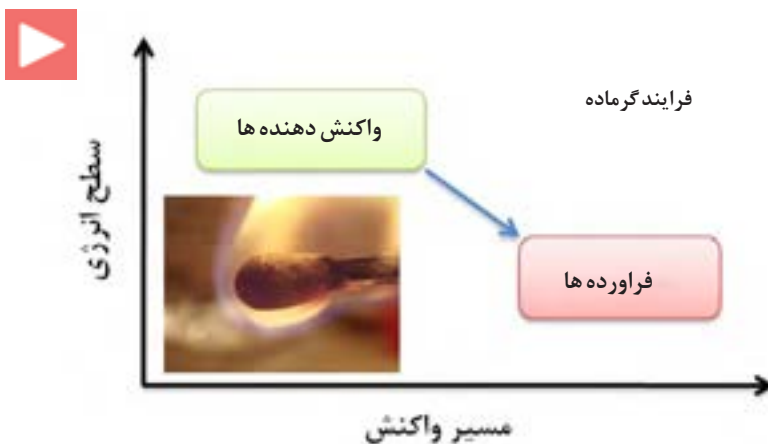 فرایند گرماده
واکنش دهنده ها
سطح انرژی
فراورده ها
مسیر واکنش